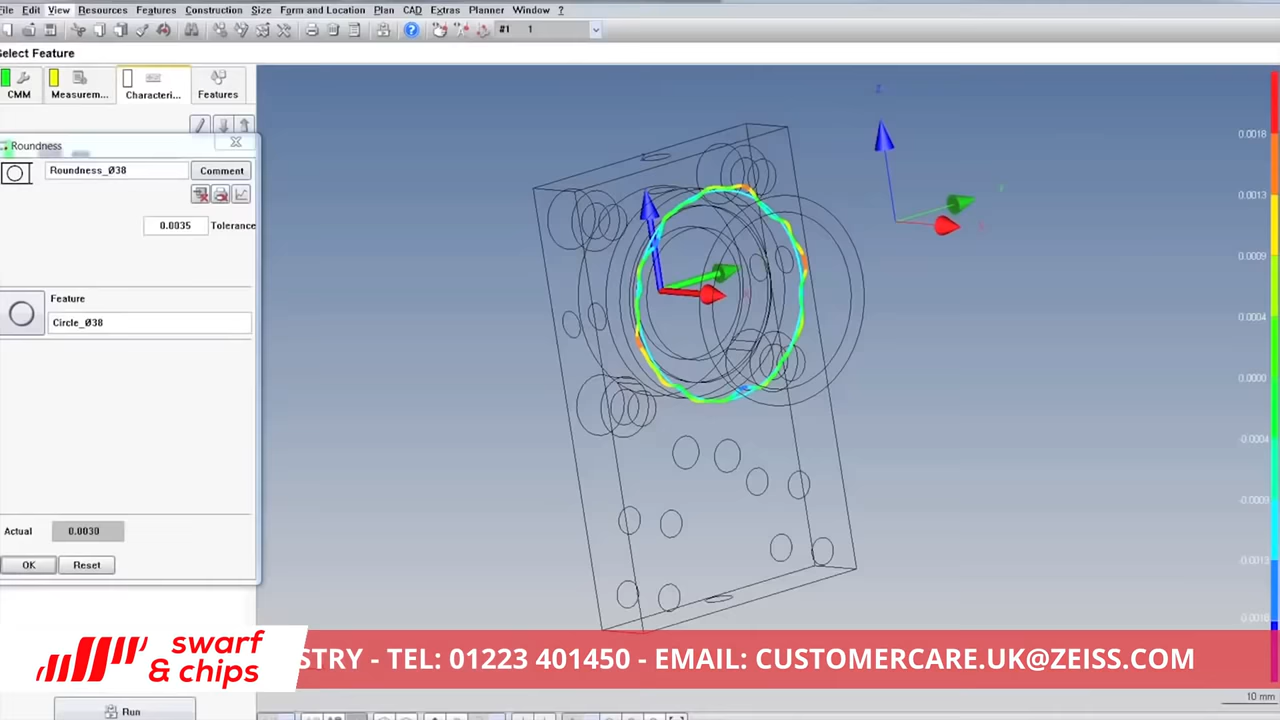 File Edit View Resources Features Construction Size Form and Location Plan CAD Extras Planner Window ?
#1 1
Select Feature
CMM Measurem... Characteri... Features
Roundness
Roundness_Ø38 Comment
0.0035 Tolerance
Feature
Circle_Ø38
Actual 0.0030
OK Reset
0.0018
0.0013
0.0009
0.0004
0.0000
-0.0004
-0.0009
-0.0013
-0.0018
swarf
& chips
STRY - TEL: 01223 401450 - EMAIL: CUSTOMERCARE.UK@ZEISS.COM
10 mm
Run